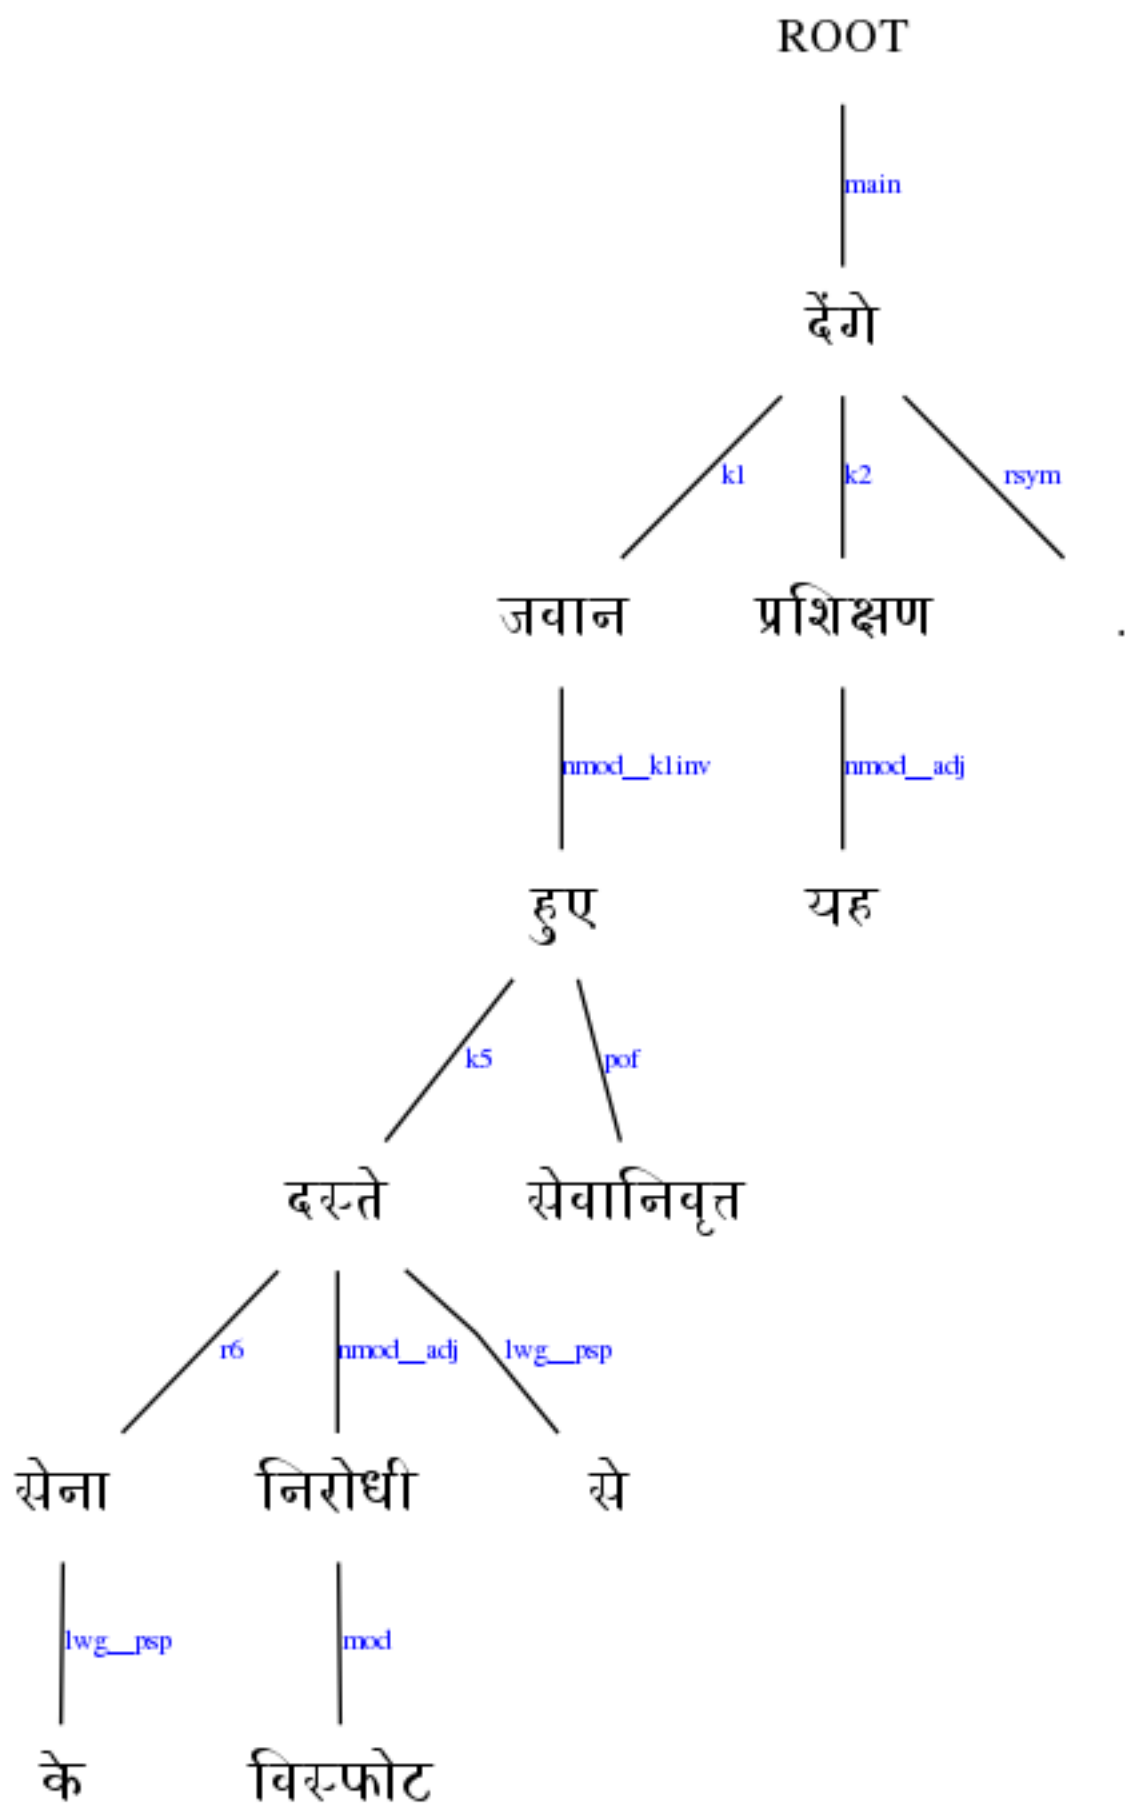 ROOT
main
देंगे
k1 k2 rsym
जवान प्रशिक्षण .
nmod__k1inv nmod__adj
हुए यह
k5 pof
दस्ते सेवानिवृत्त
r6 nmod__adj lwg__psp
सेना निरोधी से
lwg__psp mod
के विस्फोट